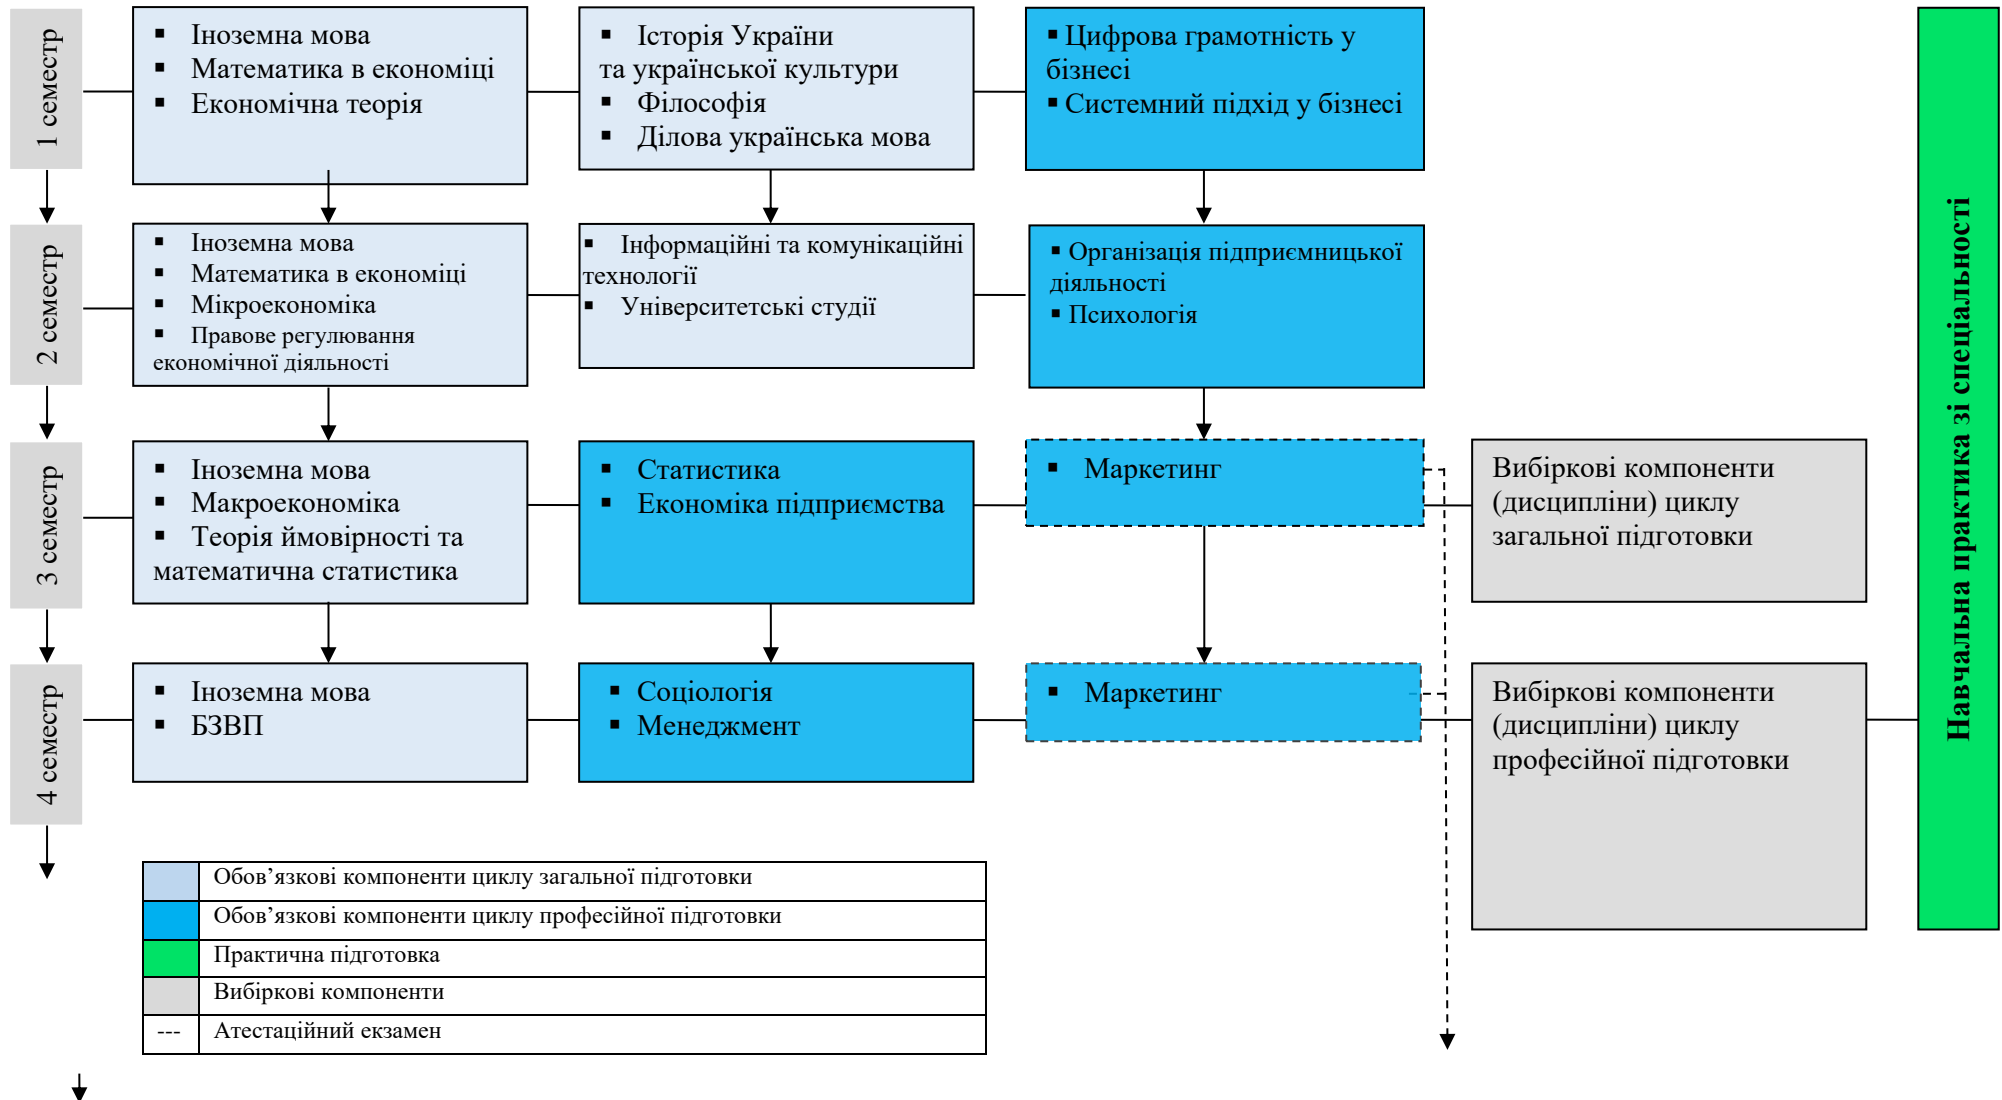 1 семестр
▪ Іноземна мова
▪ Математика в економіці
▪ Економічна теорія
▪ Історія України
та української культури
▪ Філософія
▪ Ділова українська мова
▪ Цифрова грамотність у
бізнесі
▪ Системний підхід у бізнесі
2 семестр
▪ Іноземна мова
▪ Математика в економіці
▪ Мікроекономіка
▪ Правове регулювання
економічної діяльності
▪ Інформаційні та комунікаційні
технології
▪ Університетські студії
▪ Організація підприємницької
діяльності
▪ Психологія
3 семестр
▪ Іноземна мова
▪ Макроекономіка
▪ Теорія ймовірності та
математична статистика
▪ Статистика
▪ Економіка підприємства
▪ Маркетинг
Вибіркові компоненти
(дисципліни) циклу
загальної підготовки
4 семестр
▪ Іноземна мова
▪ БЗВП
▪ Соціологія
▪ Менеджмент
▪ Маркетинг
Вибіркові компоненти
(дисципліни) циклу
професійної підготовки
Навчальна практика зі спеціальності
Обов’язкові компоненти циклу загальної підготовки
Обов’язкові компоненти циклу професійної підготовки
Практична підготовка
Вибіркові компоненти
--- Атестаційний екзамен